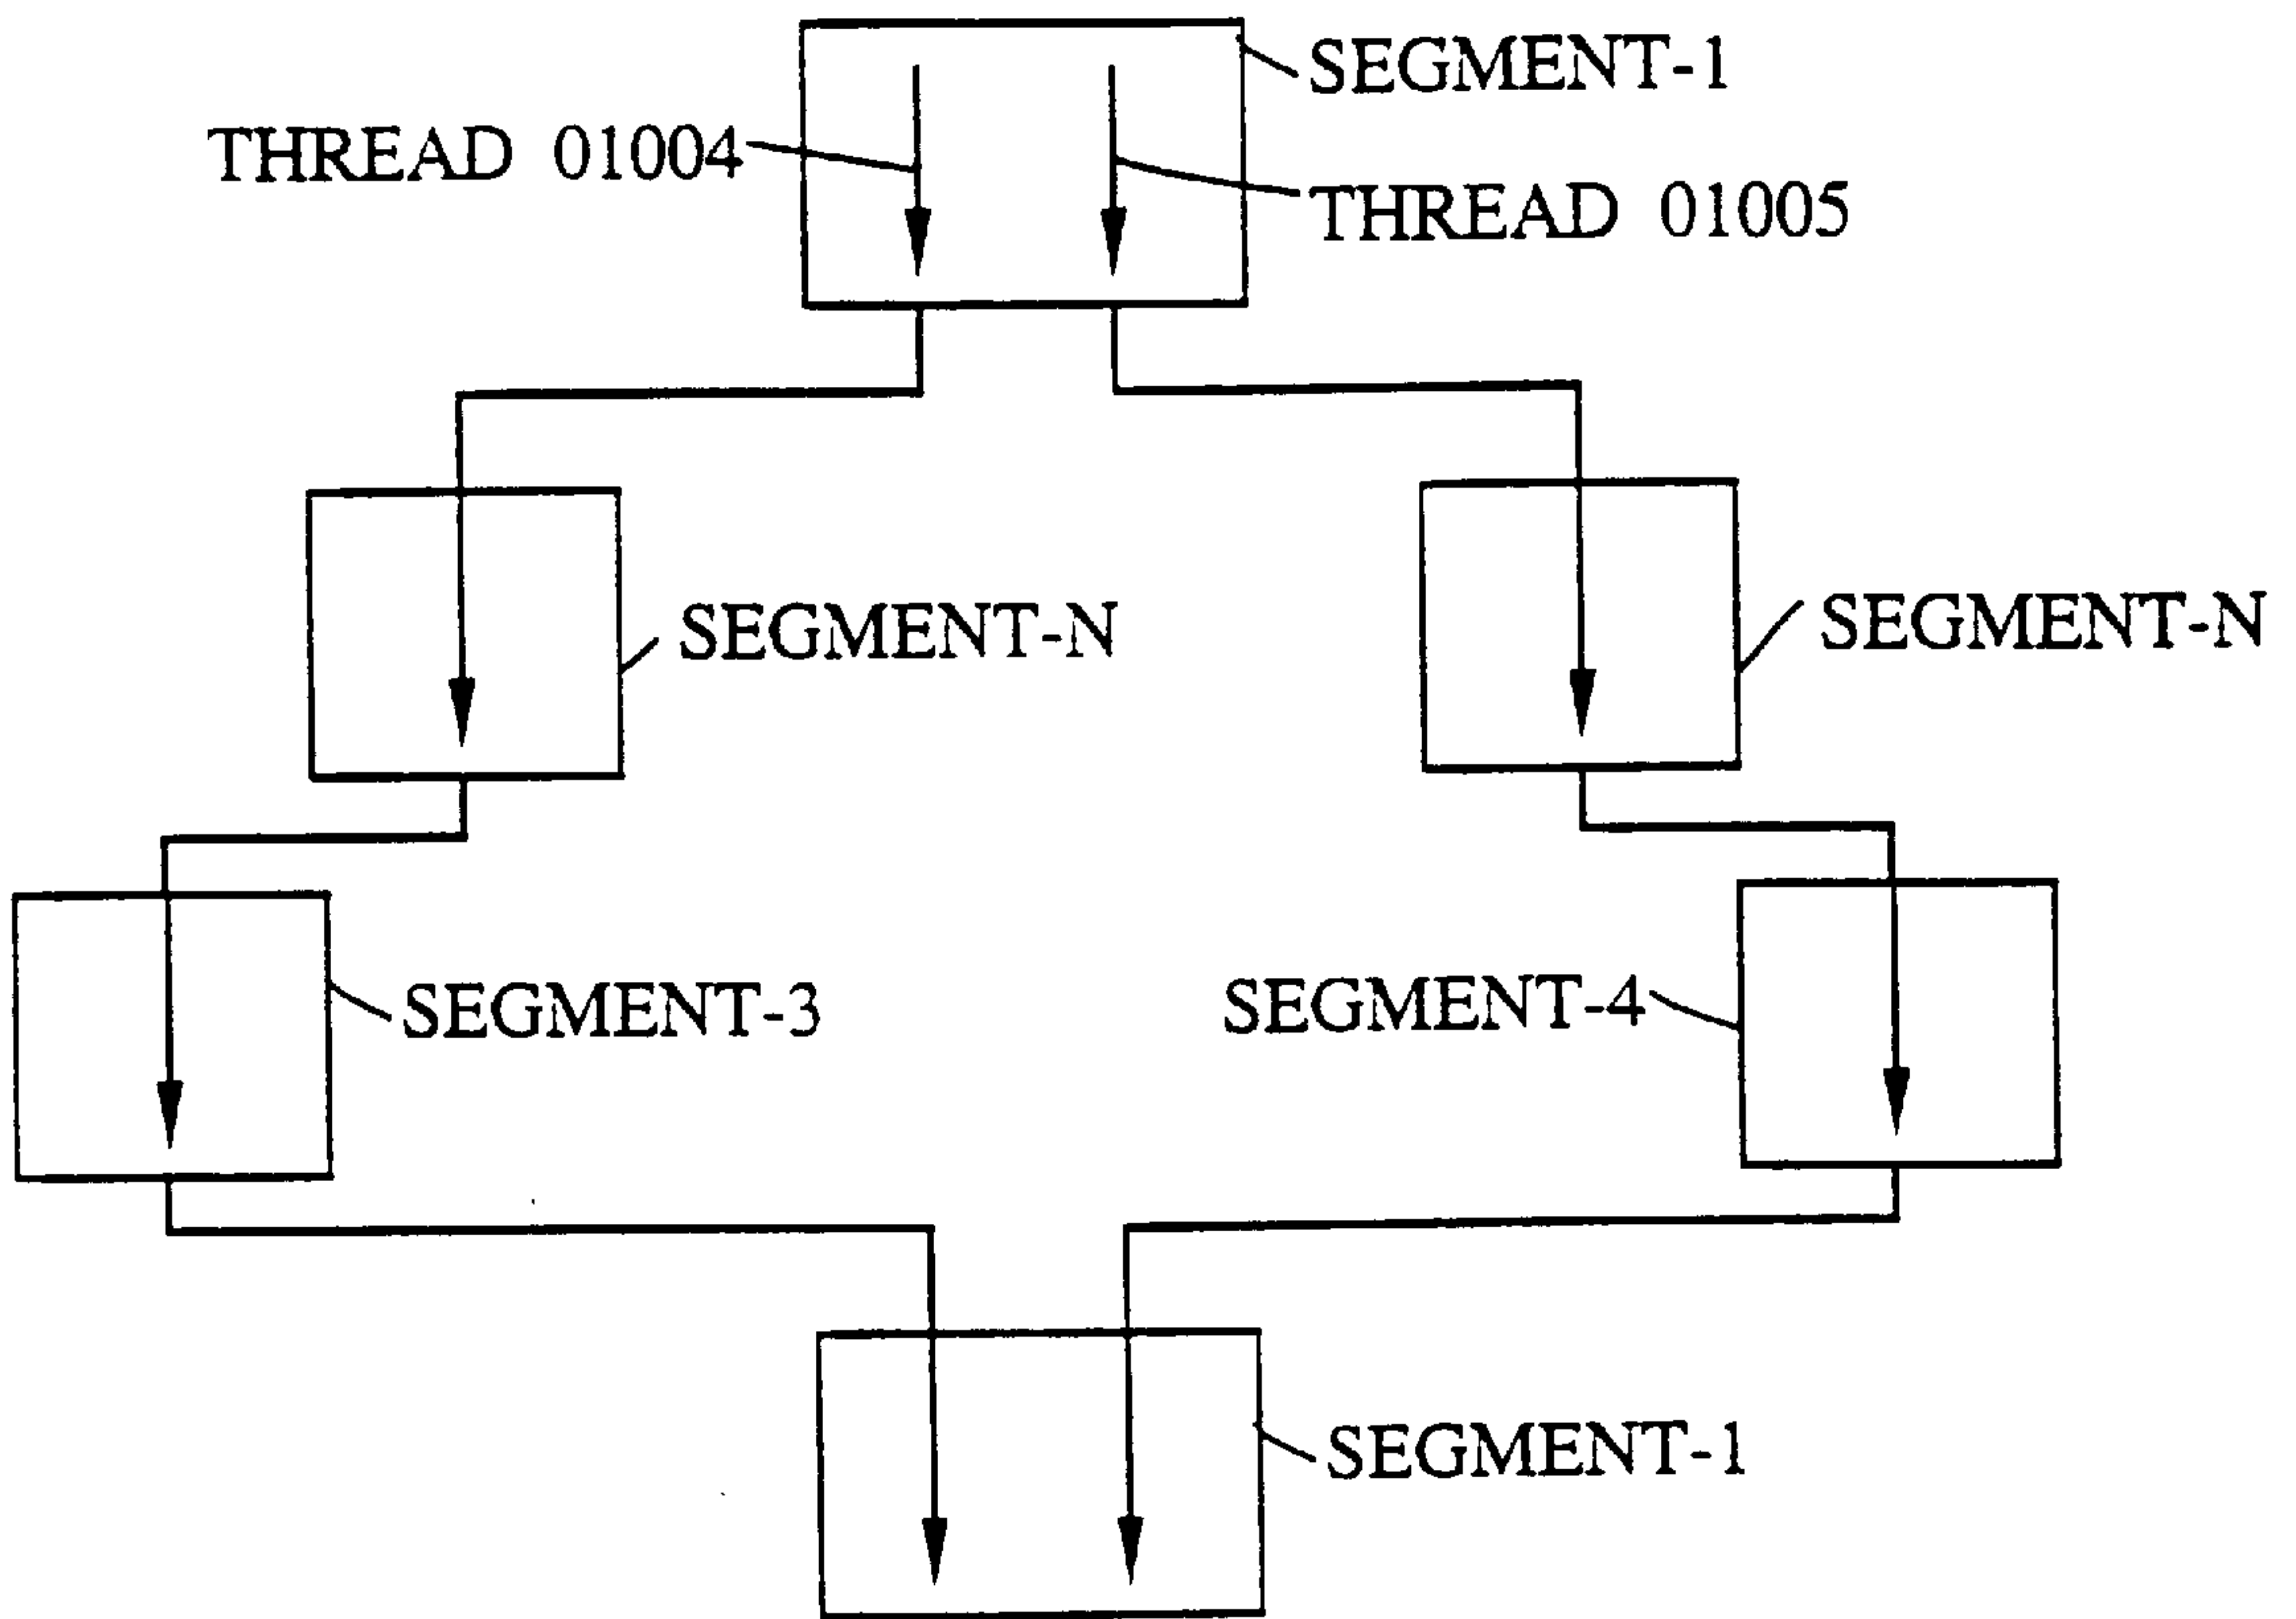 SEGMENT-1
THREAD 01004
THREAD 01005
SEGMENT-N
SEGMENT-N
SEGMENT-3
SEGMENT-4
SEGMENT-1